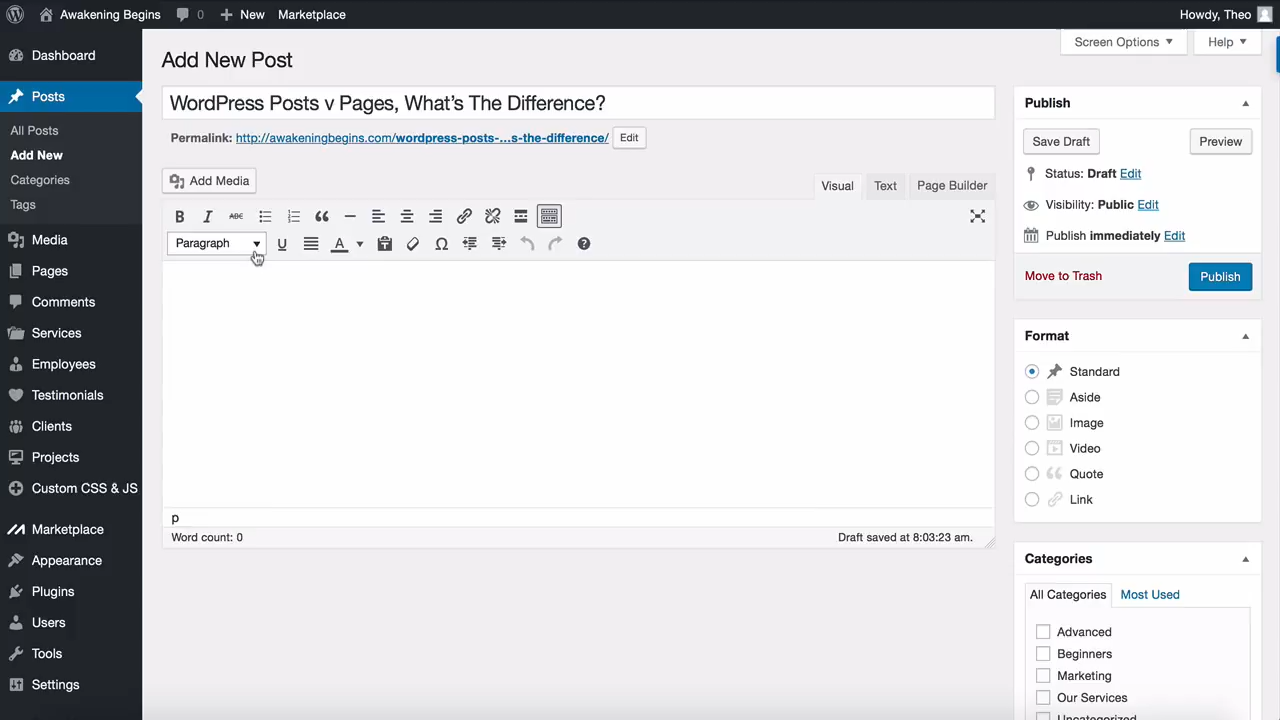 Awakening Begins 0 New Marketplace Howdy, Theo
Screen Options Help
Dashboard
Posts
All Posts
Add New
Categories
Tags
Media
Pages
Comments
Services
Employees
Testimonials
Clients
Projects
Custom CSS & JS
Marketplace
Appearance
Plugins
Users
Tools
Settings
Add New Post
WordPress Posts v Pages, What's The Difference?
Permalink: http://awakeningbegins.com/wordpress-posts-...s-the-difference/ Edit
Add Media
Visual Text Page Builder
B I ABC
Paragraph U A Ω
p
Word count: 0 Draft saved at 8:03:23 am.
Publish
Save Draft Preview
Status: Draft Edit
Visibility: Public Edit
Publish immediately Edit
Move to Trash Publish
Format
Standard
Aside
Image
Video
Quote
Link
Categories
All Categories Most Used
Advanced
Beginners
Marketing
Our Services
Uncategorized